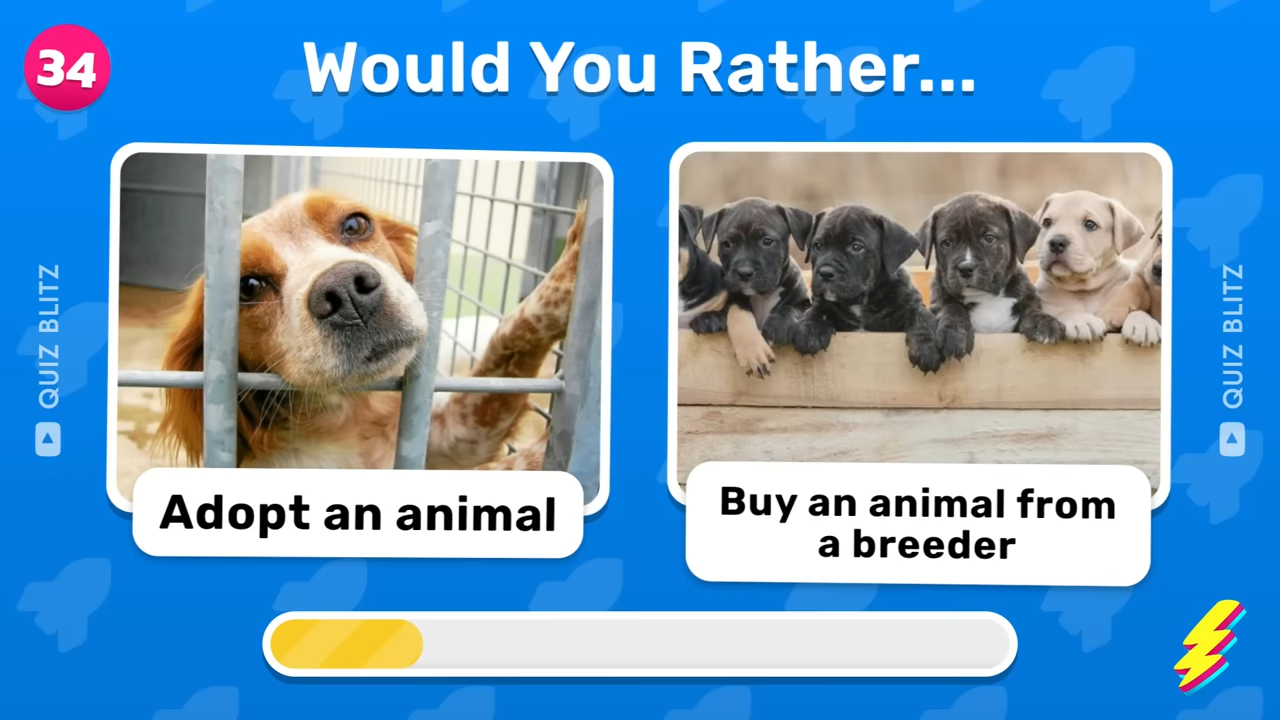 34
Would You Rather...
Adopt an animal
Buy an animal from
a breeder
QUIZ BLITZ
QUIZ BLITZ